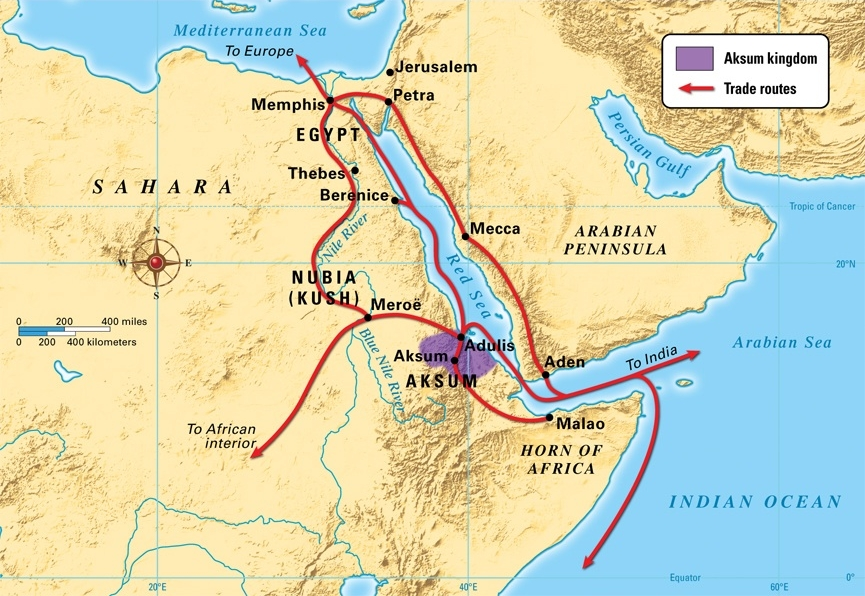 Mediterranean Sea
To Europe
Jerusalem
Memphis
Petra
EGYPT
Thebes
Berenice
SAHARA
Nile River
Mecca
ARABIAN
PENINSULA
Persian Gulf
Tropic of Cancer
20°N
N
W
E
S
NUBIA
(KUSH)
Meroë
Red Sea
0 200 400 miles
0 200 400 kilometers
Blue Nile River
Adulis
Aksum
AKSUM
Aden
To India
Arabian Sea
Malao
HORN OF
AFRICA
To African
interior
INDIAN OCEAN
Equator
0°
20°E
40°E
60°E
Aksum kingdom
Trade routes